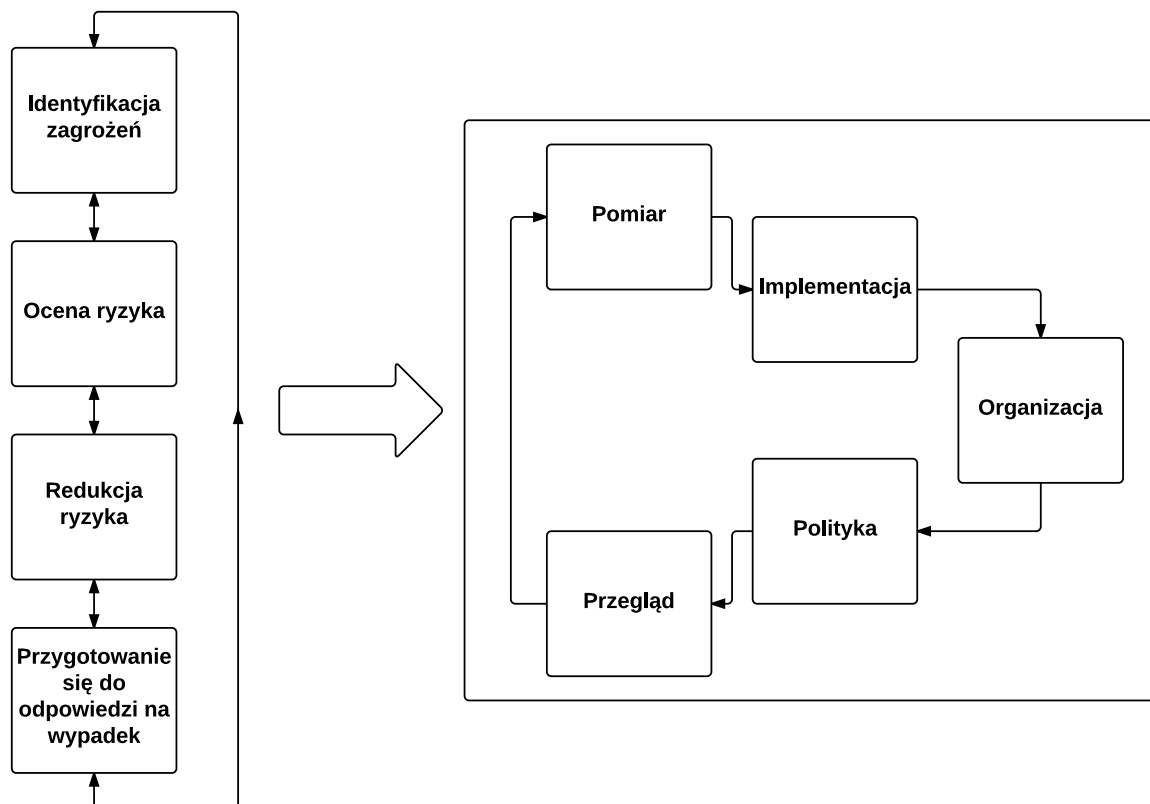 Identyfikacja
zagrożeń
Ocena ryzyka
Redukcja
ryzyka
Przygotowanie
się do
odpowiedzi na
wypadek
Pomiar
Implementacja
Organizacja
Polityka
Przegląd